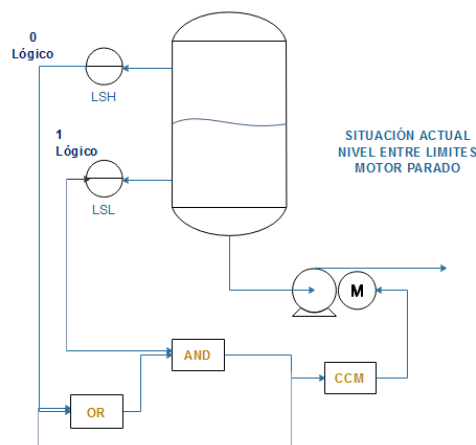 0
Lógico
LSH
1
Lógico
LSL
SITUACIÓN ACTUAL
NIVEL ENTRE LIMITES
MOTOR PARADO
M
AND
CCM
OR